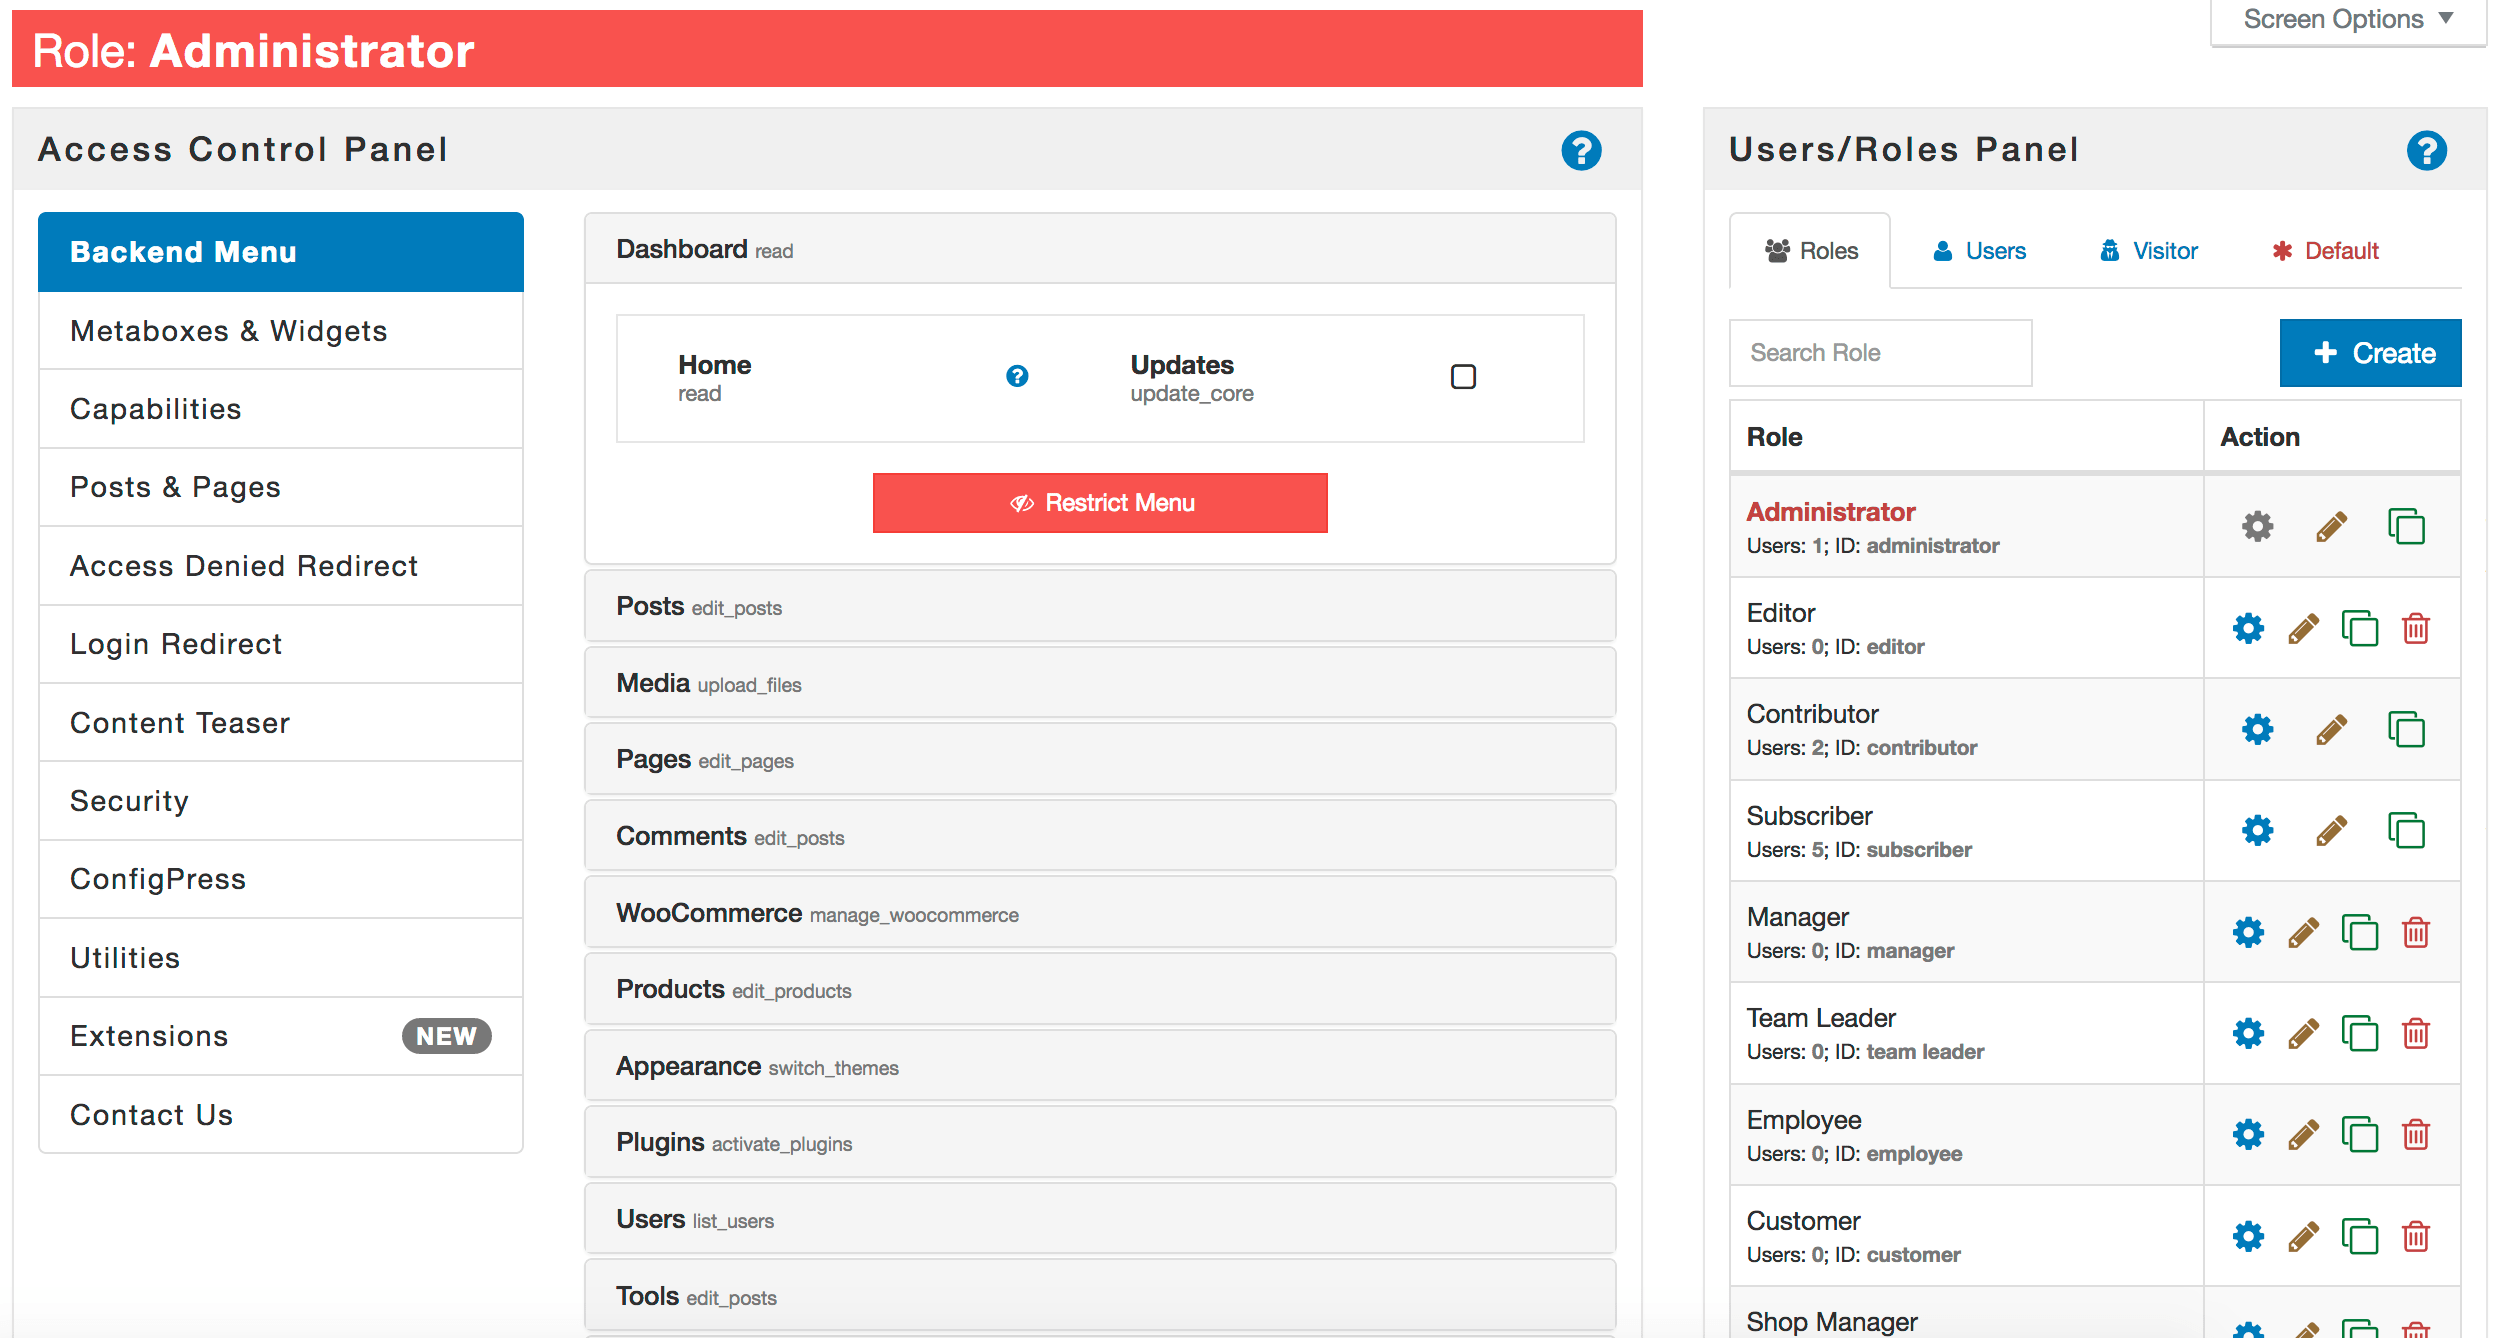 Role: Administrator
Screen Options
Access Control Panel
Backend Menu
Metaboxes & Widgets
Capabilities
Posts & Pages
Access Denied Redirect
Login Redirect
Content Teaser
Security
ConfigPress
Utilities
Extensions NEW
Contact Us
Dashboard read
Home
read
Updates
update_core
Restrict Menu
Posts edit_posts
Media upload_files
Pages edit_pages
Comments edit_posts
WooCommerce manage_woocommerce
Products edit_products
Appearance switch_themes
Plugins activate_plugins
Users list_users
Tools edit_posts
Users/Roles Panel
Roles Users Visitor Default
Search Role
Create
Role Action
Administrator
Users: 1; ID: administrator
Editor
Users: 0; ID: editor
Contributor
Users: 2; ID: contributor
Subscriber
Users: 5; ID: subscriber
Manager
Users: 0; ID: manager
Team Leader
Users: 0; ID: team leader
Employee
Users: 0; ID: employee
Customer
Users: 0; ID: customer
Shop Manager